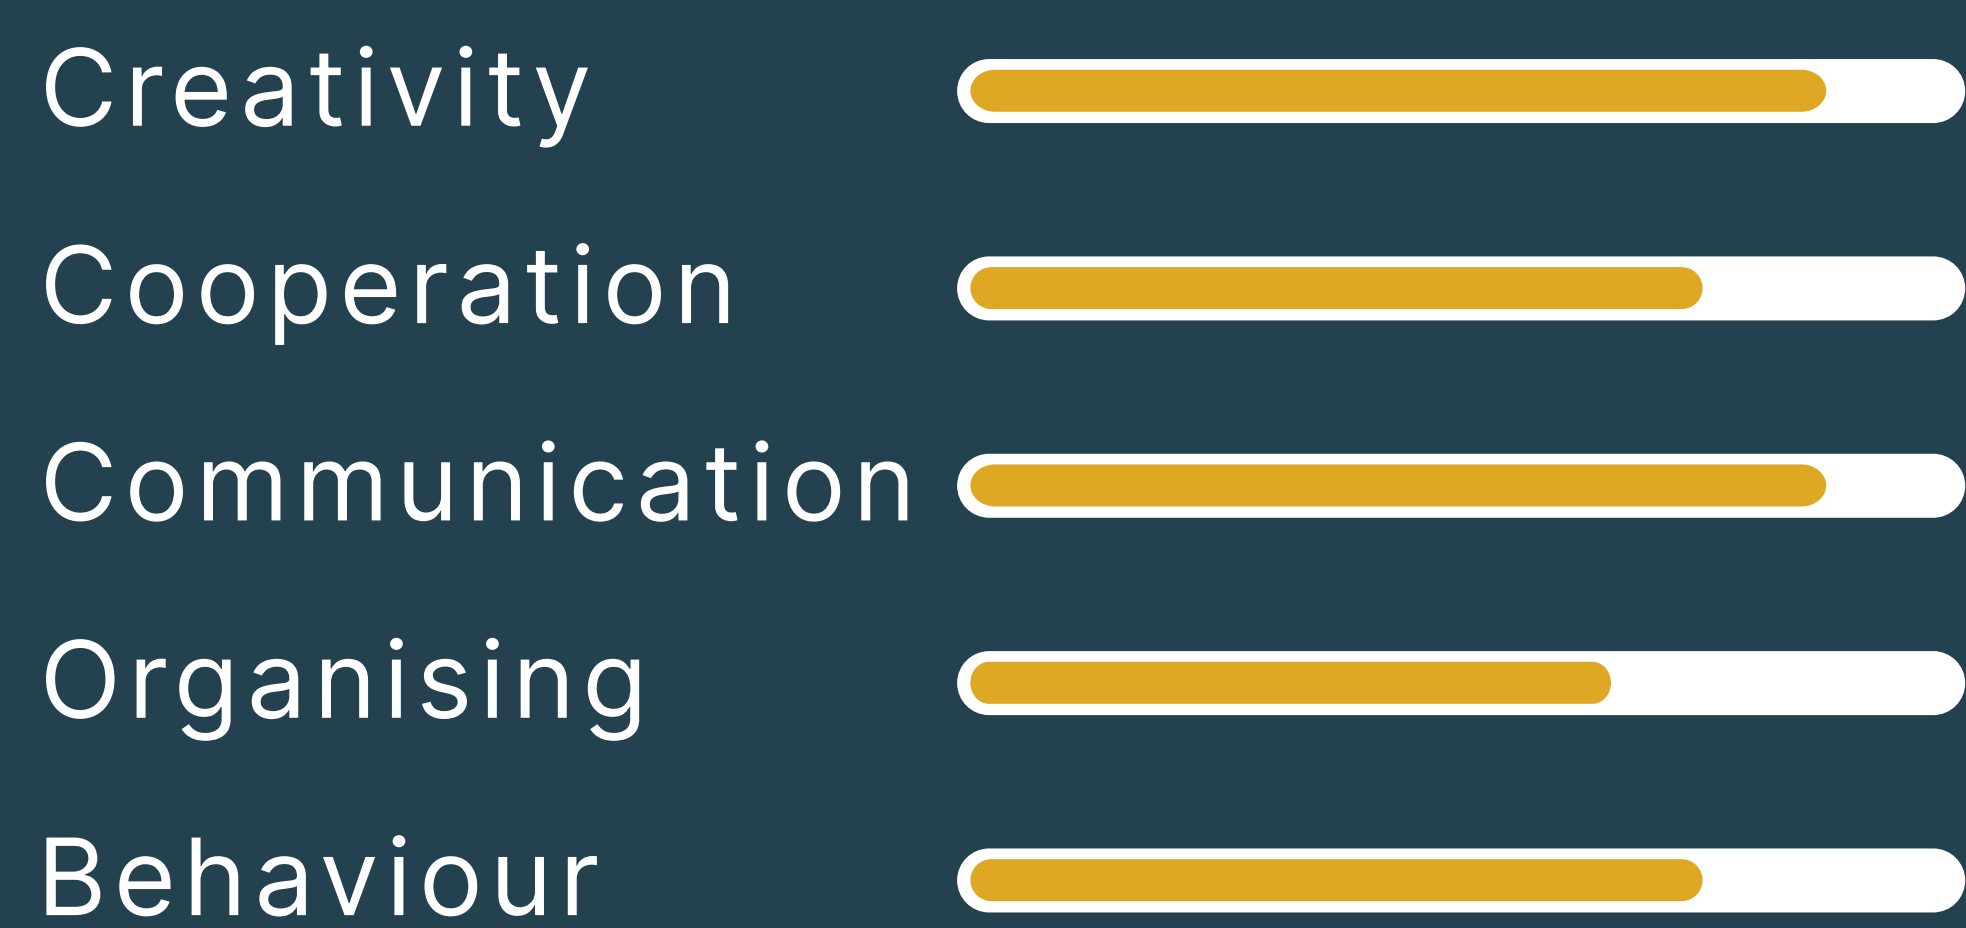 Creativity
Cooperation
Communication
Organising
Behaviour